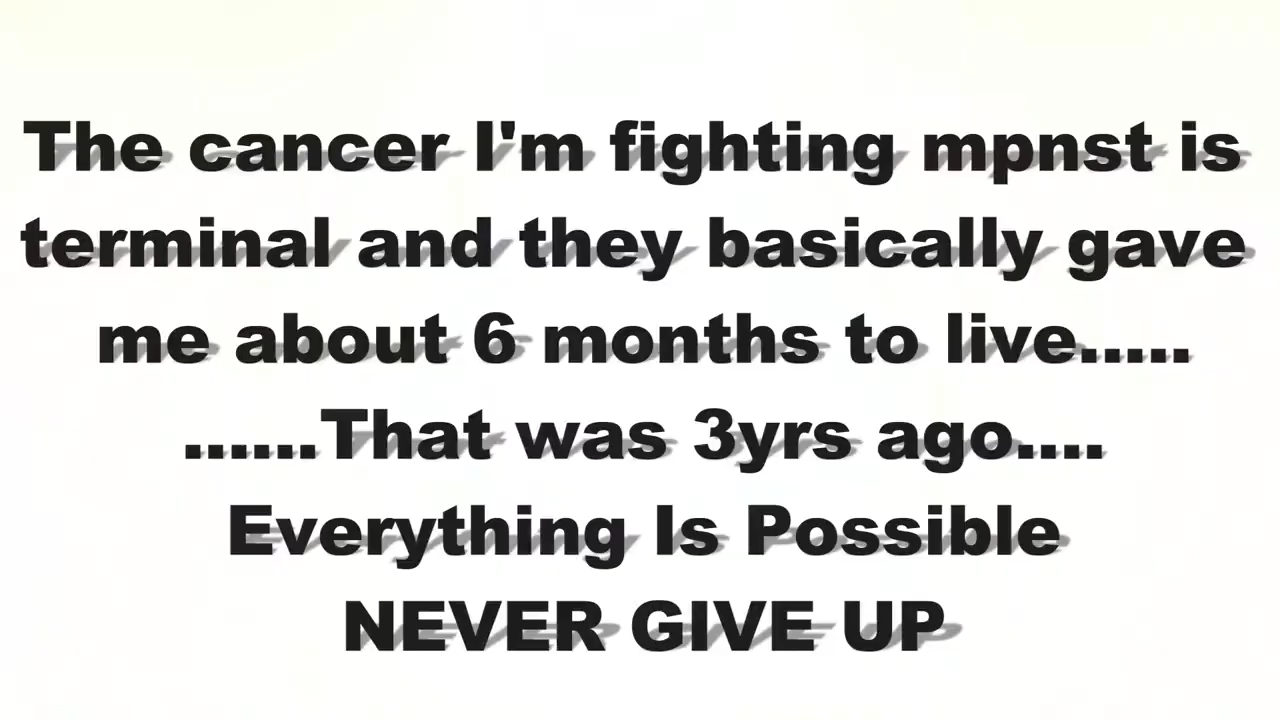 The cancer I'm fighting mpnst is
terminal and they basically gave
me about 6 months to live.....
......That was 3yrs ago....
Everything Is Possible
NEVER GIVE UP